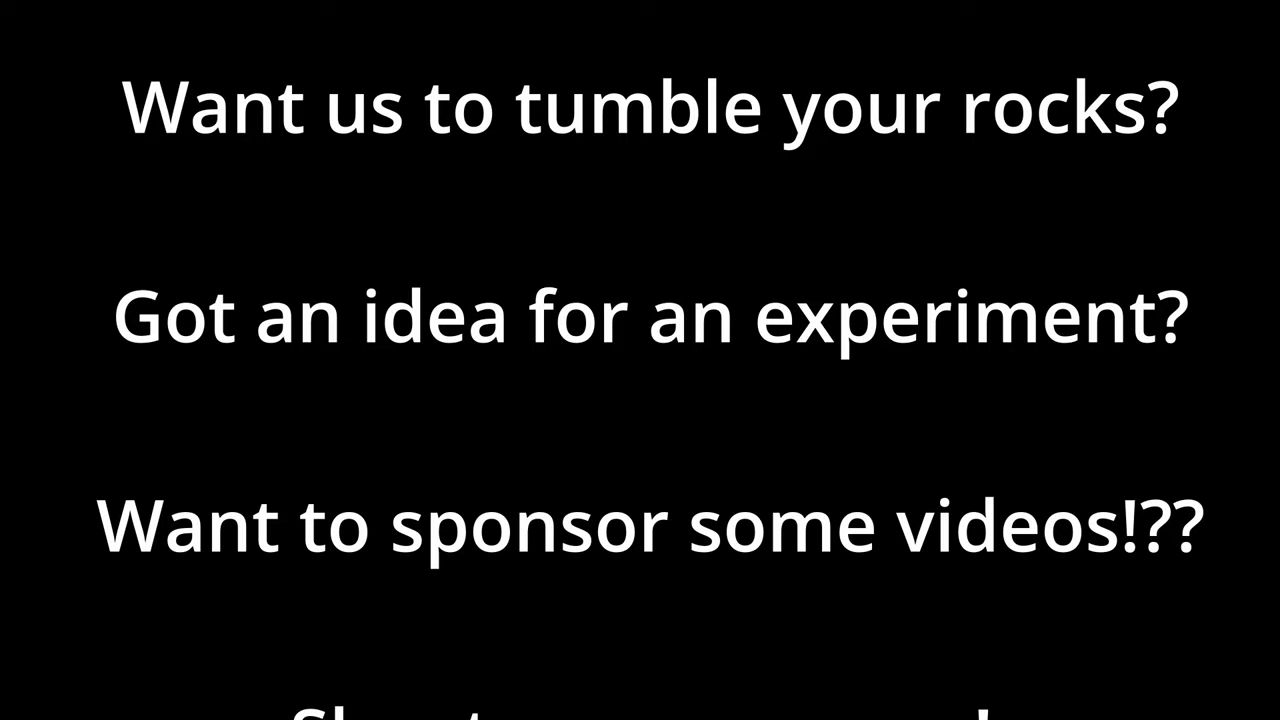 Want us to tumble your rocks?
Got an idea for an experiment?
Want to sponsor some videos!??